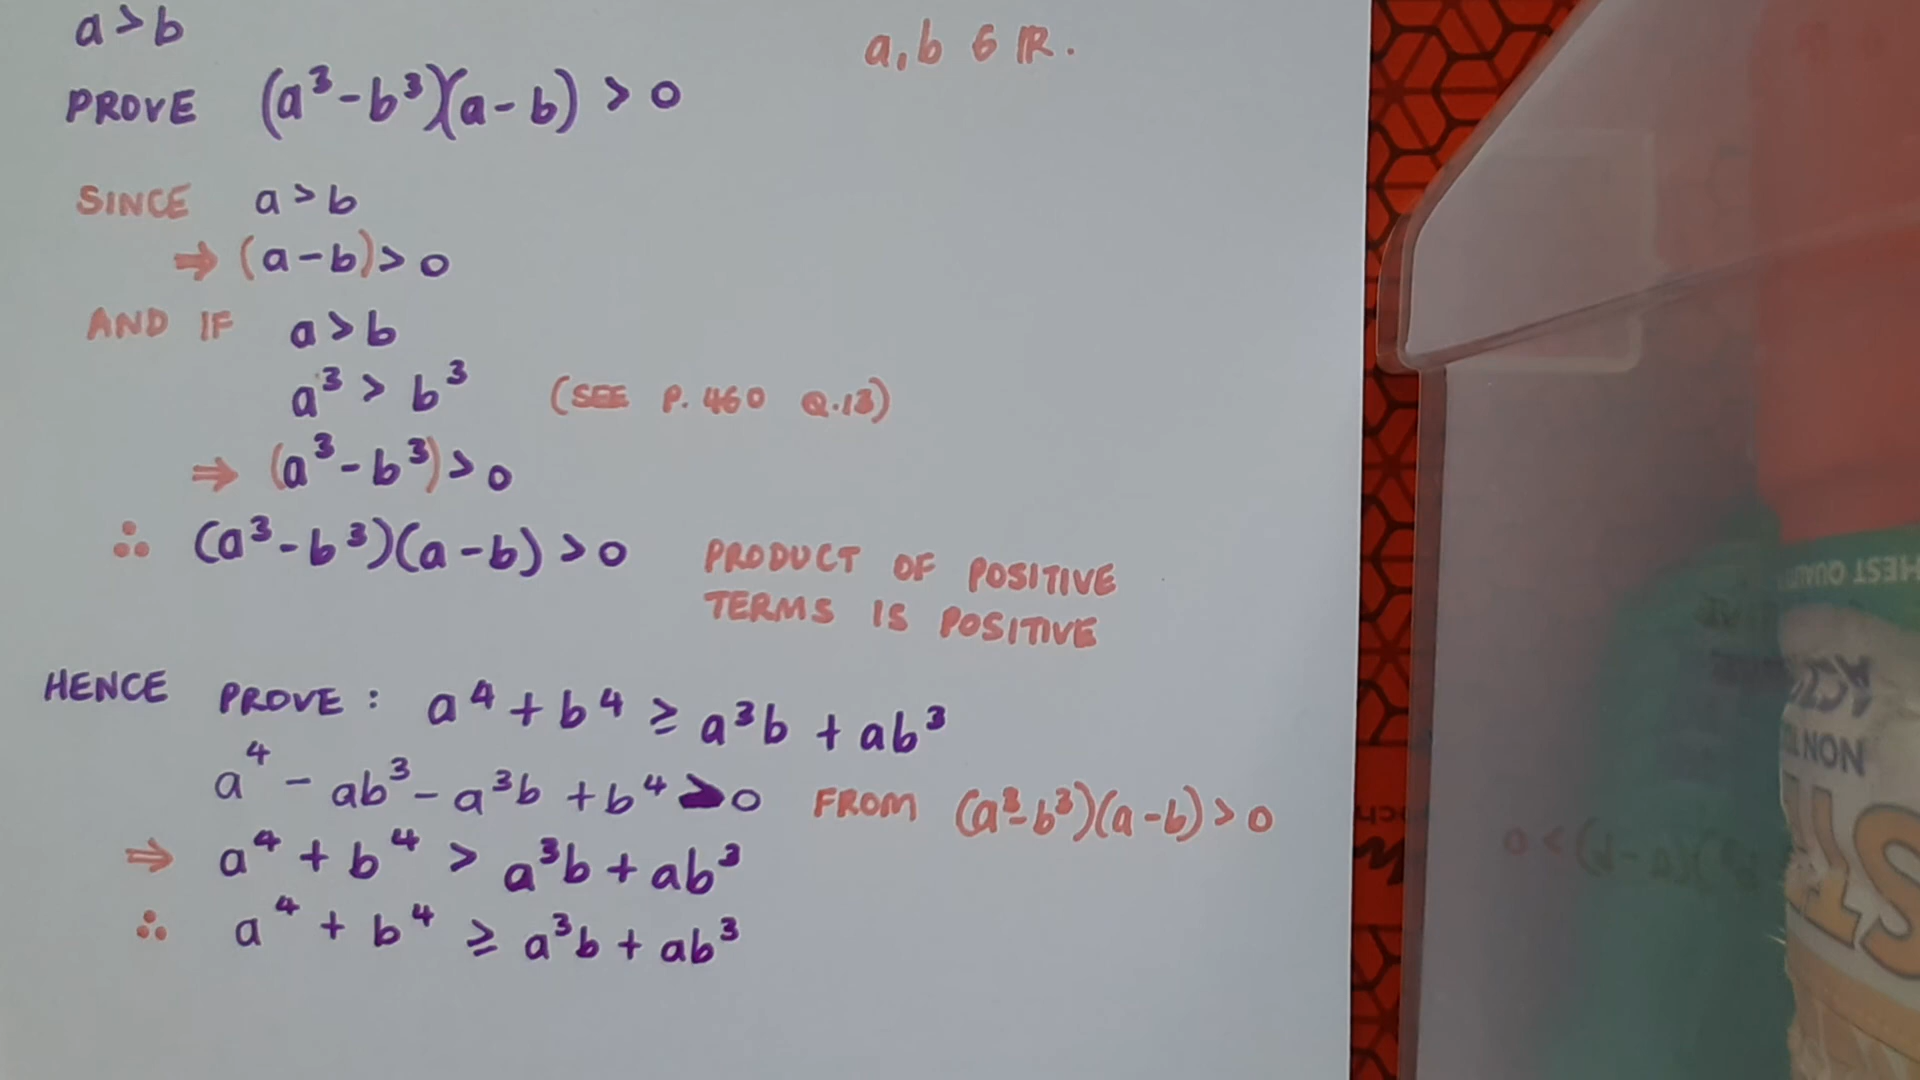 a > b
a, b ∈ ℝ.
PROVE (a³-b³)(a-b) > 0
SINCE a > b
⇒ (a-b) > 0
AND IF a > b
a³ > b³ (SEE P. 460 Q.13)
⇒ (a³-b³) > 0
∴ (a³-b³)(a-b) > 0 PRODUCT OF POSITIVE
TERMS IS POSITIVE
HENCE PROVE : a⁴ + b⁴ ≥ a³b + ab³
a⁴ - ab³ - a³b + b⁴ > 0 FROM (a³-b³)(a-b) > 0
⇒ a⁴ + b⁴ > a³b + ab³
∴ a⁴ + b⁴ ≥ a³b + ab³
NON